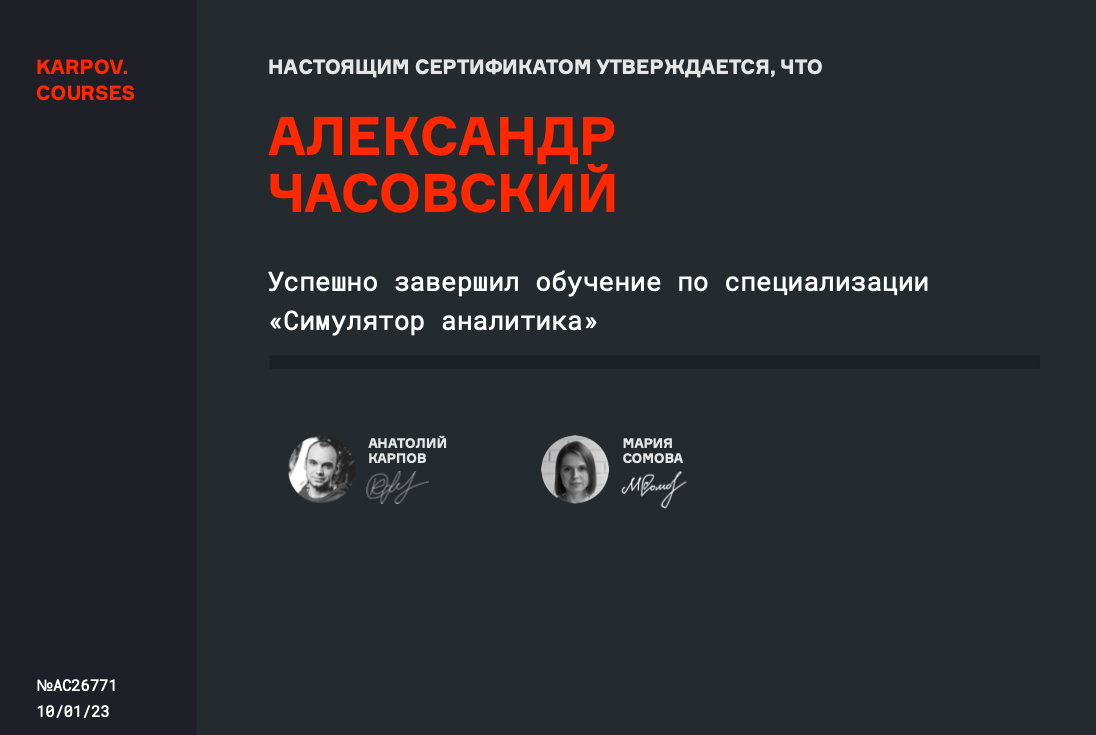 KARPOV.
COURSES
НАСТОЯЩИМ СЕРТИФИКАТОМ УТВЕРЖДАЕТСЯ, ЧТО
АЛЕКСАНДР
ЧАСОВСКИЙ
Успешно завершил обучение по специализации
«Симулятор аналитика»
АНАТОЛИЙ
КАРПОВ
МАРИЯ
СОМОВА
№AC26771
10/01/23